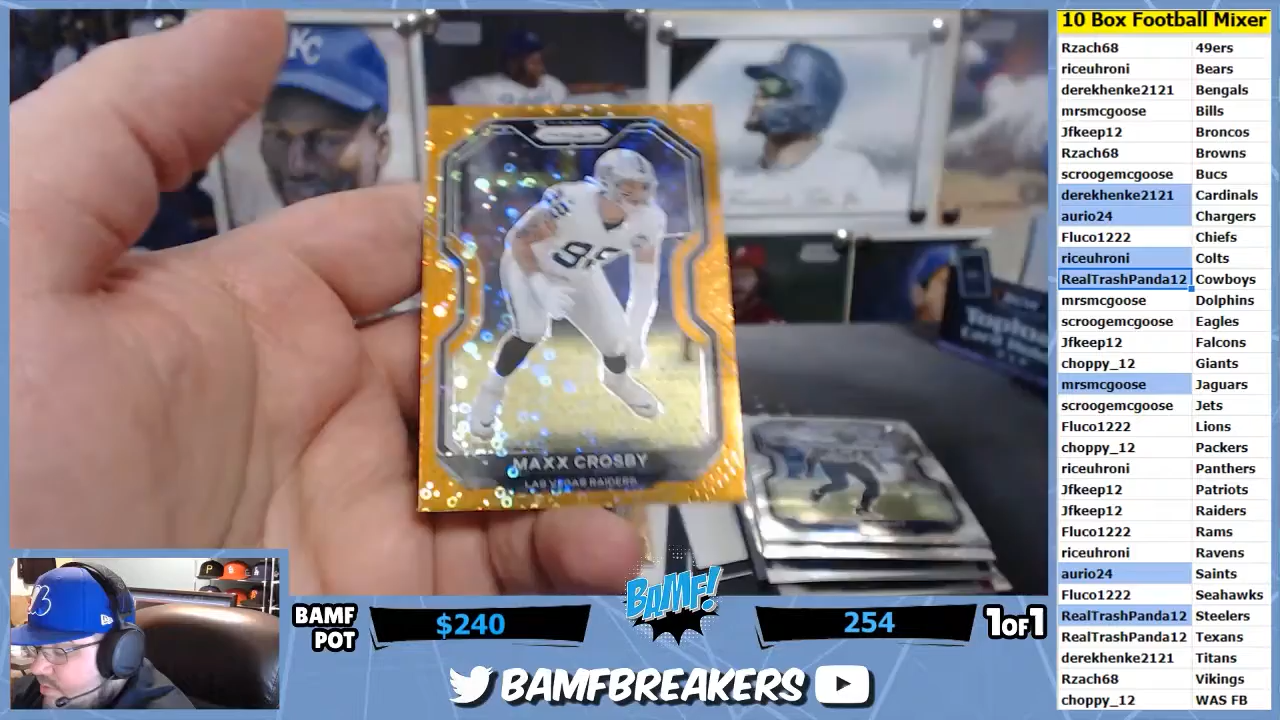 10 Box Football Mixer
Rzach68 49ers
riceuhroni Bears
derekhenke2121 Bengals
mrsmcgoose Bills
Jfkeep12 Broncos
Rzach68 Browns
scroogemcgoose Bucs
derekhenke2121 Cardinals
aurio24 Chargers
Fluco1222 Chiefs
riceuhroni Colts
RealTrashPanda12 Cowboys
mrsmcgoose Dolphins
scroogemcgoose Eagles
Jfkeep12 Falcons
choppy_12 Giants
mrsmcgoose Jaguars
scroogemcgoose Jets
Fluco1222 Lions
choppy_12 Packers
riceuhroni Panthers
Jfkeep12 Patriots
Jfkeep12 Raiders
Fluco1222 Rams
riceuhroni Ravens
aurio24 Saints
Fluco1222 Seahawks
RealTrashPanda12 Steelers
RealTrashPanda12 Texans
derekhenke2121 Titans
Rzach68 Vikings
choppy_12 WAS FB
KC
MAXX CROSBY
LAS VEGAS RAIDERS
BAMF
POT
$240
BAMF!
254
1OF1
BAMFBREAKERS